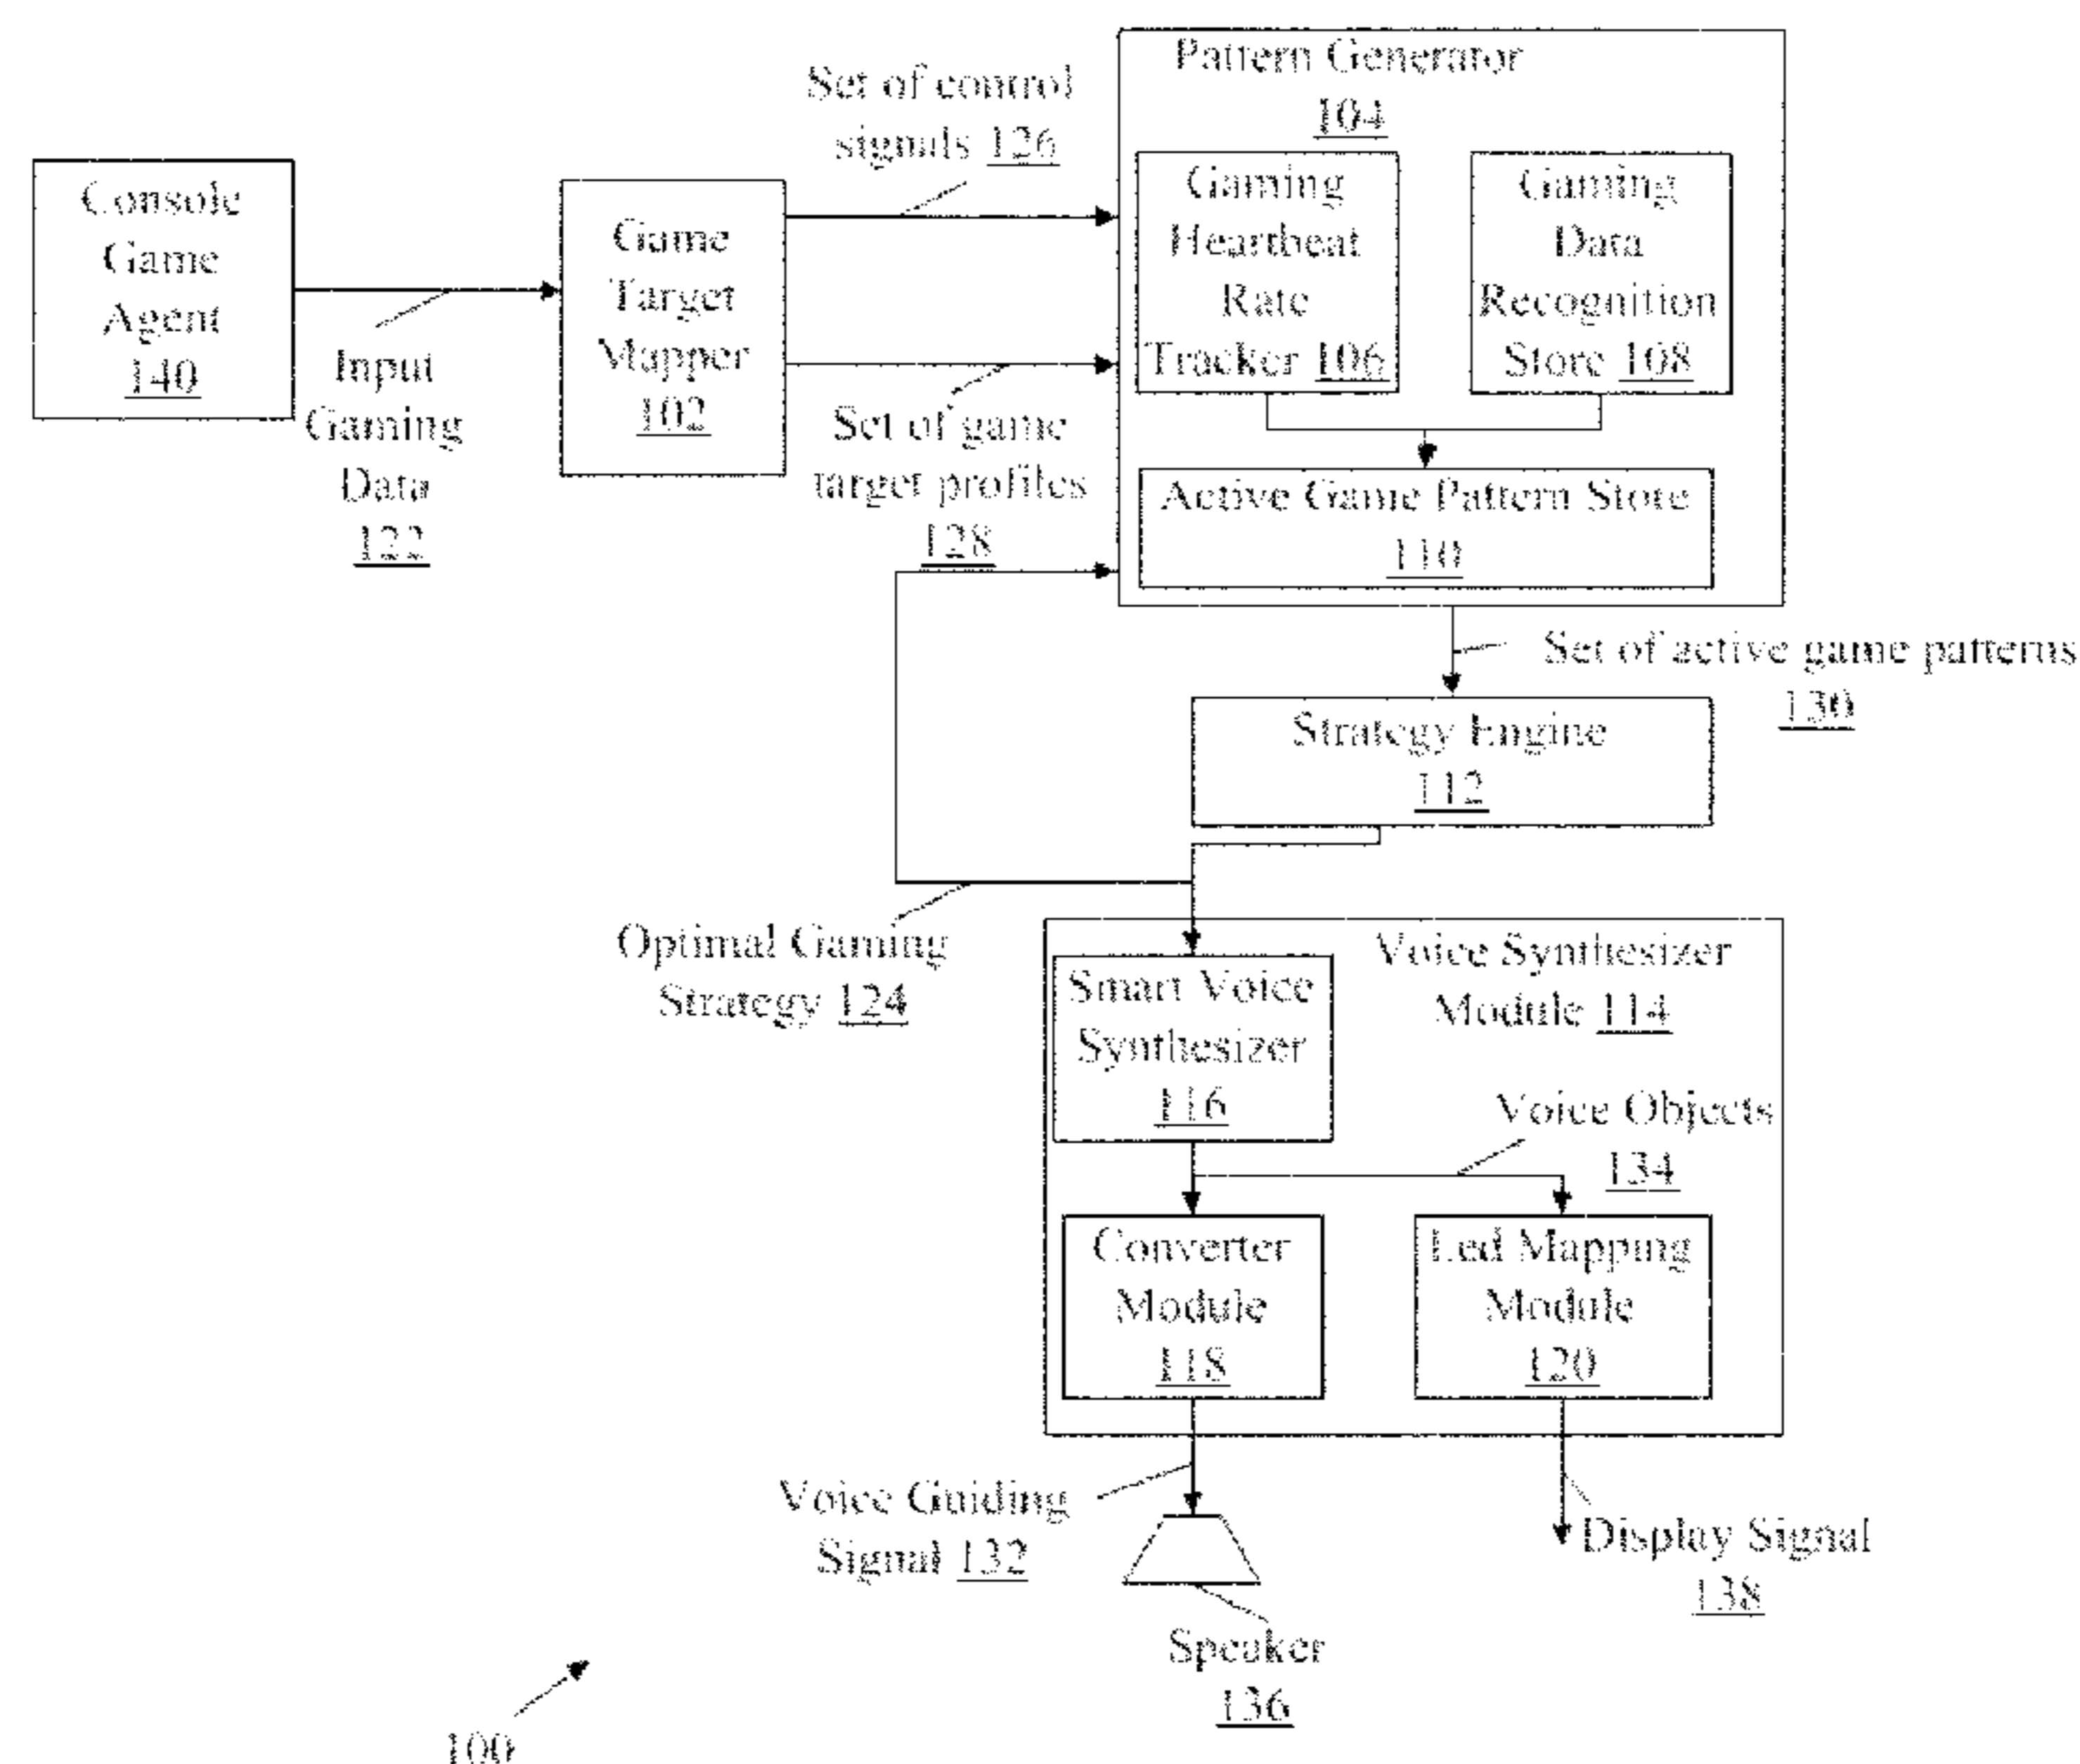 Pattern Generator
104
Set of control
signals 126
Console
Game
Agent
140
Game
Target
Mapper
102
Gaming
Heartbeat
Rate
Tracker 106
Gaming
Data
Recognition
Store 108
Input
Gaming
Data
122
Set of game
target profiles
128
Active Game Pattern Store
110
Set of active game patterns
130
Strategy Engine
112
Optimal Gaming
Strategy 124
Voice Synthesizer
Module 114
Smart Voice
Synthesizer
116
Voice Objects
134
Converter
Module
118
Led Mapping
Module
120
Voice Guiding
Signal 132
Display Signal
138
Speaker
136
100